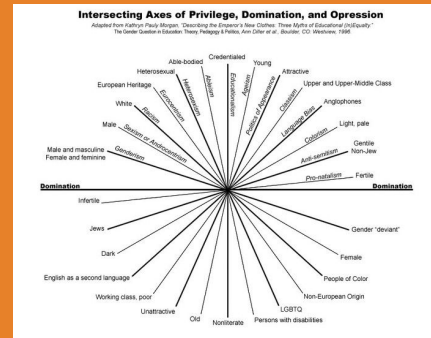 Intersecting Axes of Privilege, Domination, and Opression
Adapted from Kathryn Pauly Morgan, "Describing the Emperor's New Clothes: Three Myths of Educational (In)Equality."
The Gender Question in Education: Theory, Pedagogy & Politics, Ann Diller et al., Boulder, CO: Westview, 1996.
Credentialed
Able-bodied
Young
Heterosexual
Attractive
European Heritage
Upper and Upper-Middle Class
White
Anglophones
Male
Light, pale
Male and masculine
Female and feminine
Gentile
Non-Jew
Fertile
Genderism
Sexism or Androcentrism
Racism
Eurocentrism
Heterosexism
Ableism
Educationalism
Ageism
Politics of Appearance
Classism
Language Bias
Colorism
Anti-semitism
Pro-natalism
Domination
Domination
Infertile
Jews
Dark
English as a second language
Working class, poor
Unattractive
Old
Nonliterate
Persons with disabilities
LGBTQ
Non-European Origin
People of Color
Female
Gender "deviant"